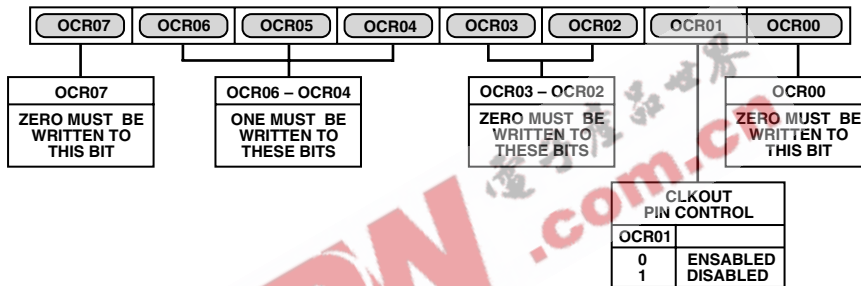 OCR07 OCR06 OCR05 OCR04 OCR03 OCR02 OCR01 OCR00
OCR07
ZERO MUST BE
WRITTEN TO
THIS BIT
OCR06 – OCR04
ONE MUST BE
WRITTEN TO
THESE BITS
OCR03 – OCR02
ZERO MUST BE
WRITTEN TO
THESE BITS
OCR00
ZERO MUST BE
WRITTEN TO
THIS BIT
CLKOUT
PIN CONTROL
OCR01
0 ENSABLED
1 DISABLED
.com.cn